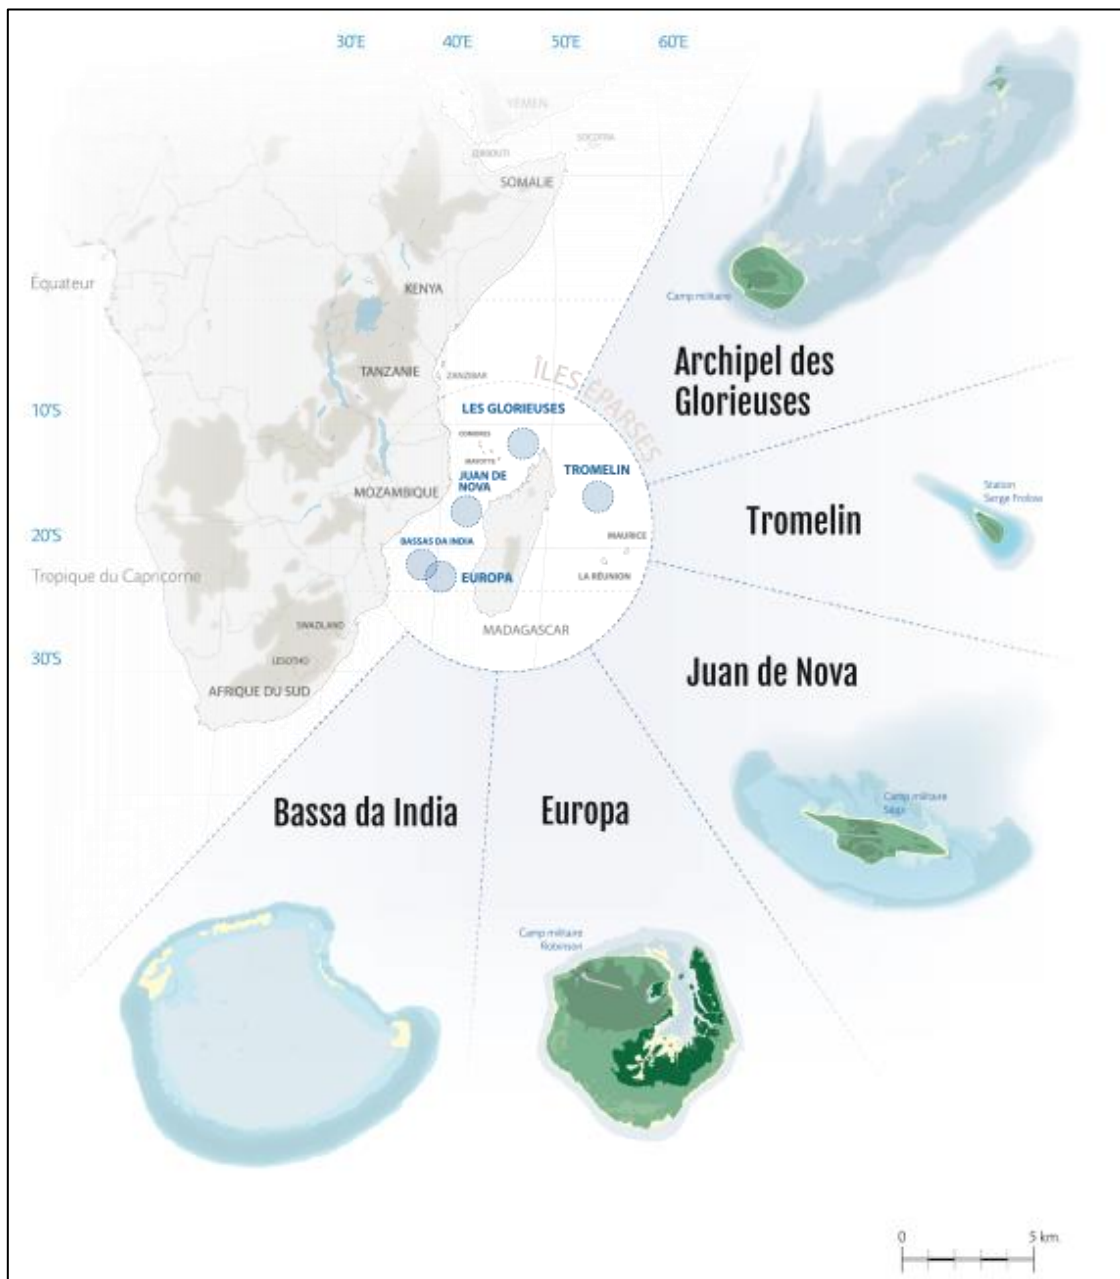 30°E 40°E 50°E 60°E
YEMEN
SOCOTRA
DJIBOUTI
SOMALIE
Équateur
KENYA
Camp militaire
TANZANIE
ZANZIBAR
ÎLES ÉPARSES
Archipel des
Glorieuses
10°S
LES GLORIEUSES
COMORES
MAYOTTE
JUAN DE
NOVA
TROMELIN
MOZAMBIQUE
Station
Serge Frolow
Tromelin
20°S
BASSAS DA INDIA
MAURICE
Tropique du Capricorne
EUROPA
LA RÉUNION
SWAZILAND
MADAGASCAR
30°S
LESOTHO
AFRIQUE DU SUD
Juan de Nova
Camp militaire
Bassa da India
Europa
Camp militaire
Robinson
0 5 km